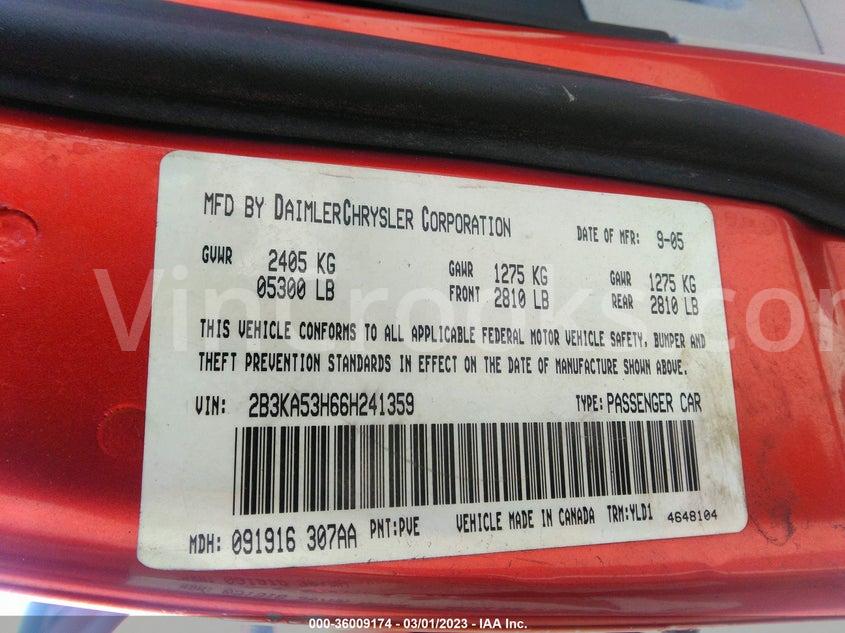 MFD BY DAIMLERCHRYSLER CORPORATION DATE OF MFR: 9-05
GVWR 2405 KG GAWR 1275 KG GAWR 1275 KG
05300 LB FRONT 2810 LB REAR 2810 LB
VinCrocks.com
THIS VEHICLE CONFORMS TO ALL APPLICABLE FEDERAL MOTOR VEHICLE SAFETY, BUMPER AND
THEFT PREVENTION STANDARDS IN EFFECT ON THE DATE OF MANUFACTURE SHOWN ABOVE.
VIN: 2B3KA53H66H241359 TYPE: PASSENGER CAR
MDH: 091916 307AA PNT:PVE VEHICLE MADE IN CANADA TRM:YLD1 4648104
000-36009174 - 03/01/2023 - IAA Inc.